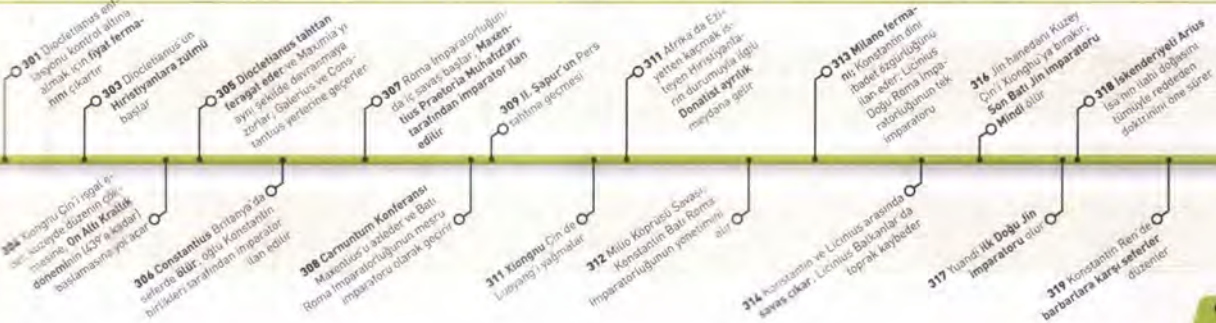 301 Diocletianus enf-
lasyonu kontrol altına
almak için fiyat ferma-
nını çıkartır
303 Diocletianus'un
Hıristiyanlara zulmü
başlar
304 Xiongnu Çin'i işgal e-
der, kuzeyde düzenin çök-
mesine, On Altı Krallık
döneminin (439'a kadar)
başlamasına yol açar
305 Diocletianus tahttan
feragat eder ve Maximia'yı
aynı şekilde davranmaya
zorlar; Galerius ve Cons-
tantius yerlerine geçerler
306 Constantius Britanya'da
seferde ölür; oğlu Konstantin
birlikleri tarafından imparator
ilan edilir
307 Roma İmparatorluğun-
da iç savaş başlar. Maxen-
tius Praetoria Muhafızları
tarafından imparator ilan
edilir
308 Carnuntum Konferansı
Maxentius'u azleder ve Batı
Roma İmparatorluğunun meşru
imparatoru olarak geçirir
309 II. Şapur'un Pers
tahtına geçmesi
311 Afrika'da Ezi-
yetten kaçmak is-
teyen Hıristiyanla-
rın durumuyla ilgili
Donatist ayrılık
meydana gelir
311 Xiongnu Çin'de
Luoyang'ı yağmalar
312 Milo Köprüsü Savaşı;
Konstantin Batı Roma
İmparatorluğunun yönetimini
alır
313 Milano ferma-
nı; Konstantin dini
ibadet özgürlüğünü
ilan eder; Licinius
Doğu Roma İmpa-
ratorluğunun tek
imparatoru
314 Konstantin ve Licinius arasında
savaş çıkar; Licinius Balkanlar'da
toprak kaybeder
316 Jin hanedanı Kuzey
Çin'i Xionghu'ya bırakır;
Son Batı Jin İmparatoru
Mindi ölür
317 Yuandi ilk Doğu Jin
İmparatoru olur
318 İskenderiyeli Arius
İsa'nın ilahi doğasını
tümüyle reddeden
doktrinini öne sürer
319 Konstantin Ren'de
barbarlara karşı seferler
düzenler